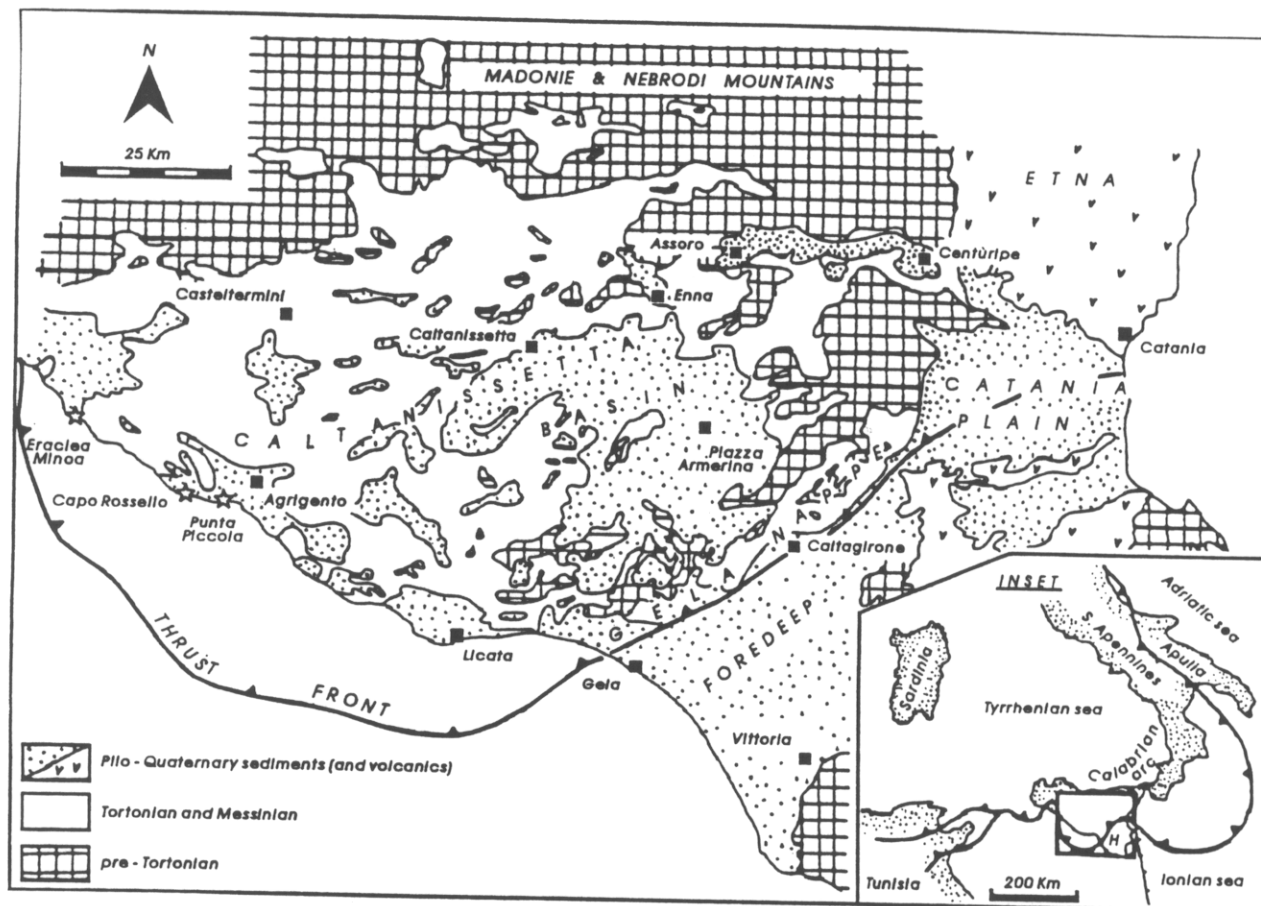 N
MADONIE & NEBRODI MOUNTAINS
25 Km
ETNA
Assoro
Centùripe
Casteltermini
Enna
Caltanissetta
Catania
CALTANISSETTA
BASIN
CATANIA
PLAIN
Piazza
Armerina
Eraclea
Minoa
Capo Rossello
Agrigento
Punta
Piccola
GELA NAPPE
Caltagirone
THRUST
FRONT
Licata
Gela
FOREDEEP
Vittoria
INSET
Adriatic sea
S. Apennines
Apulia
Sardinia
Tyrrhenian sea
Calabrian
arc
H
Tunisia
200 Km
Ionian sea
Plio - Quaternary sediments (and volcanics)
Tortonian and Messinian
pre - Tortonian